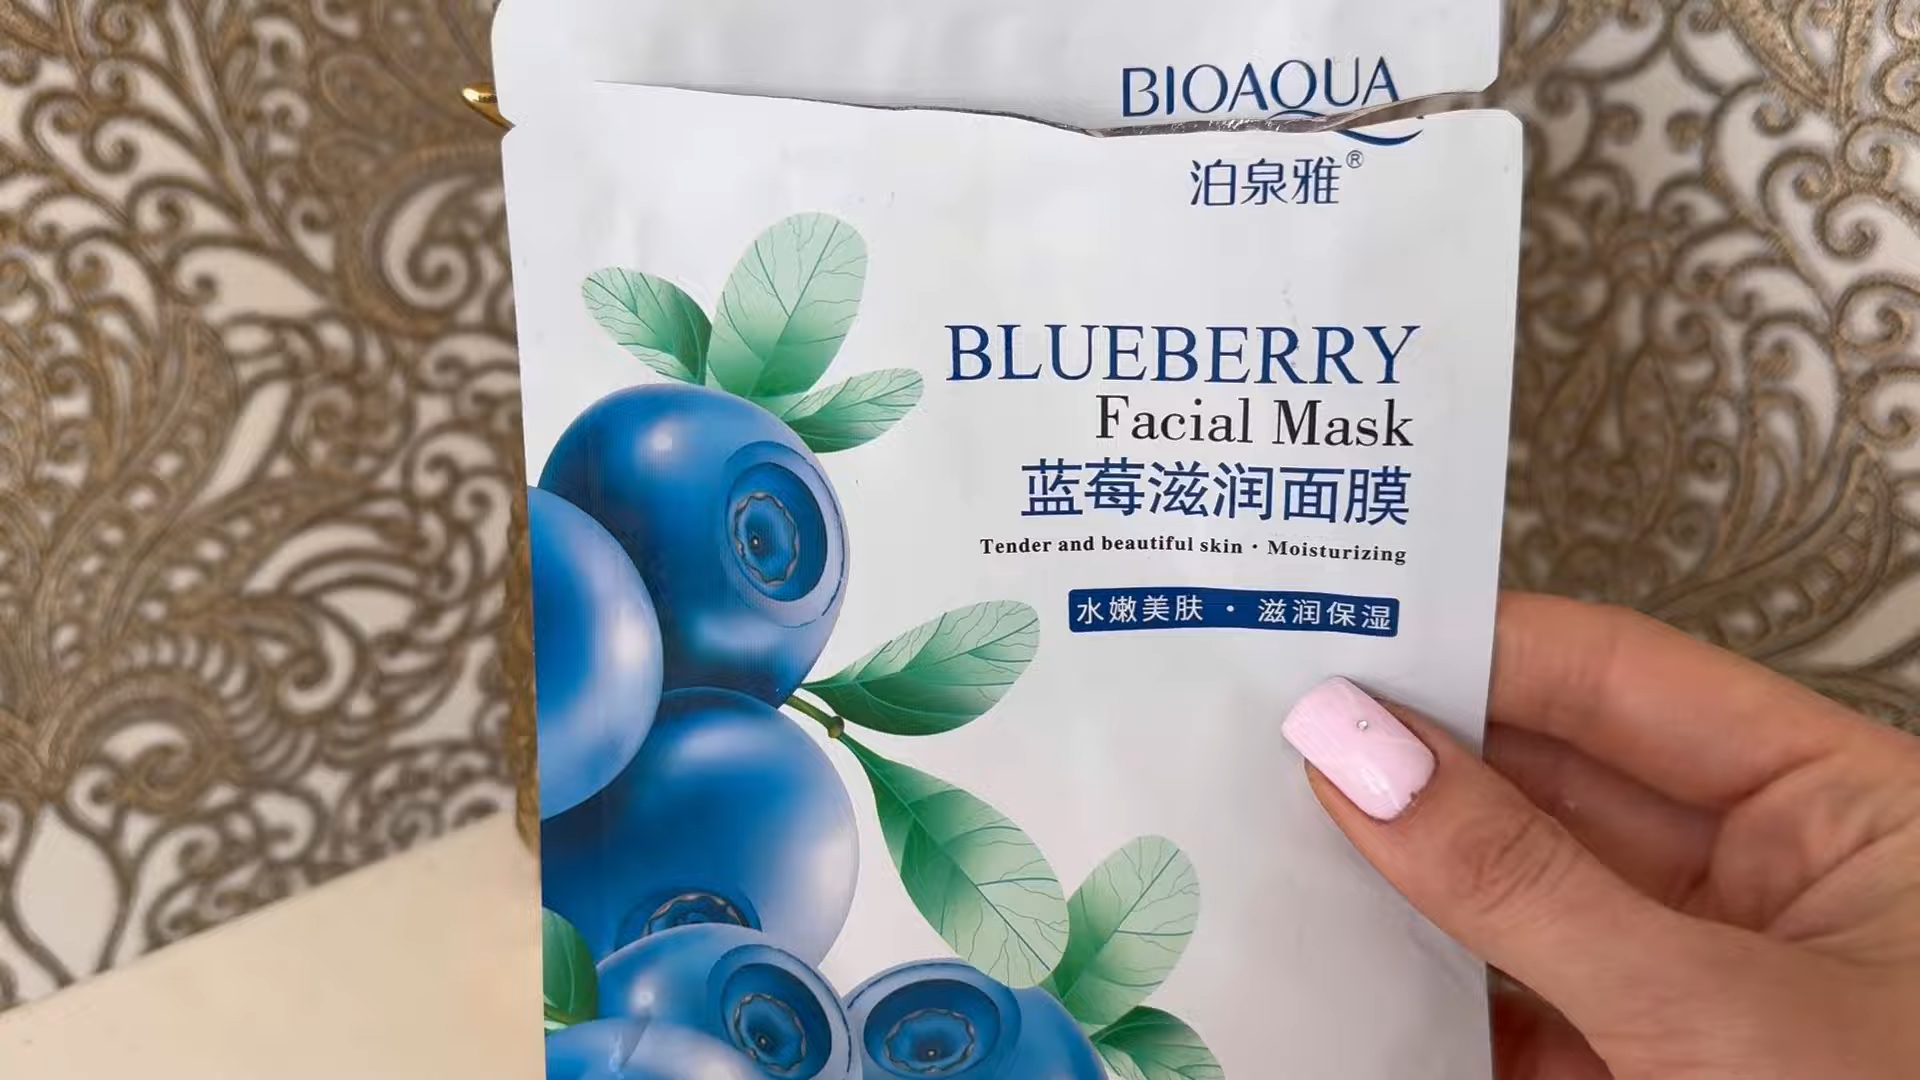 BIOAQUA
泊泉雅®
BLUEBERRY
Facial Mask
蓝莓滋润面膜
Tender and beautiful skin · Moisturizing
水嫩美肤 · 滋润保湿